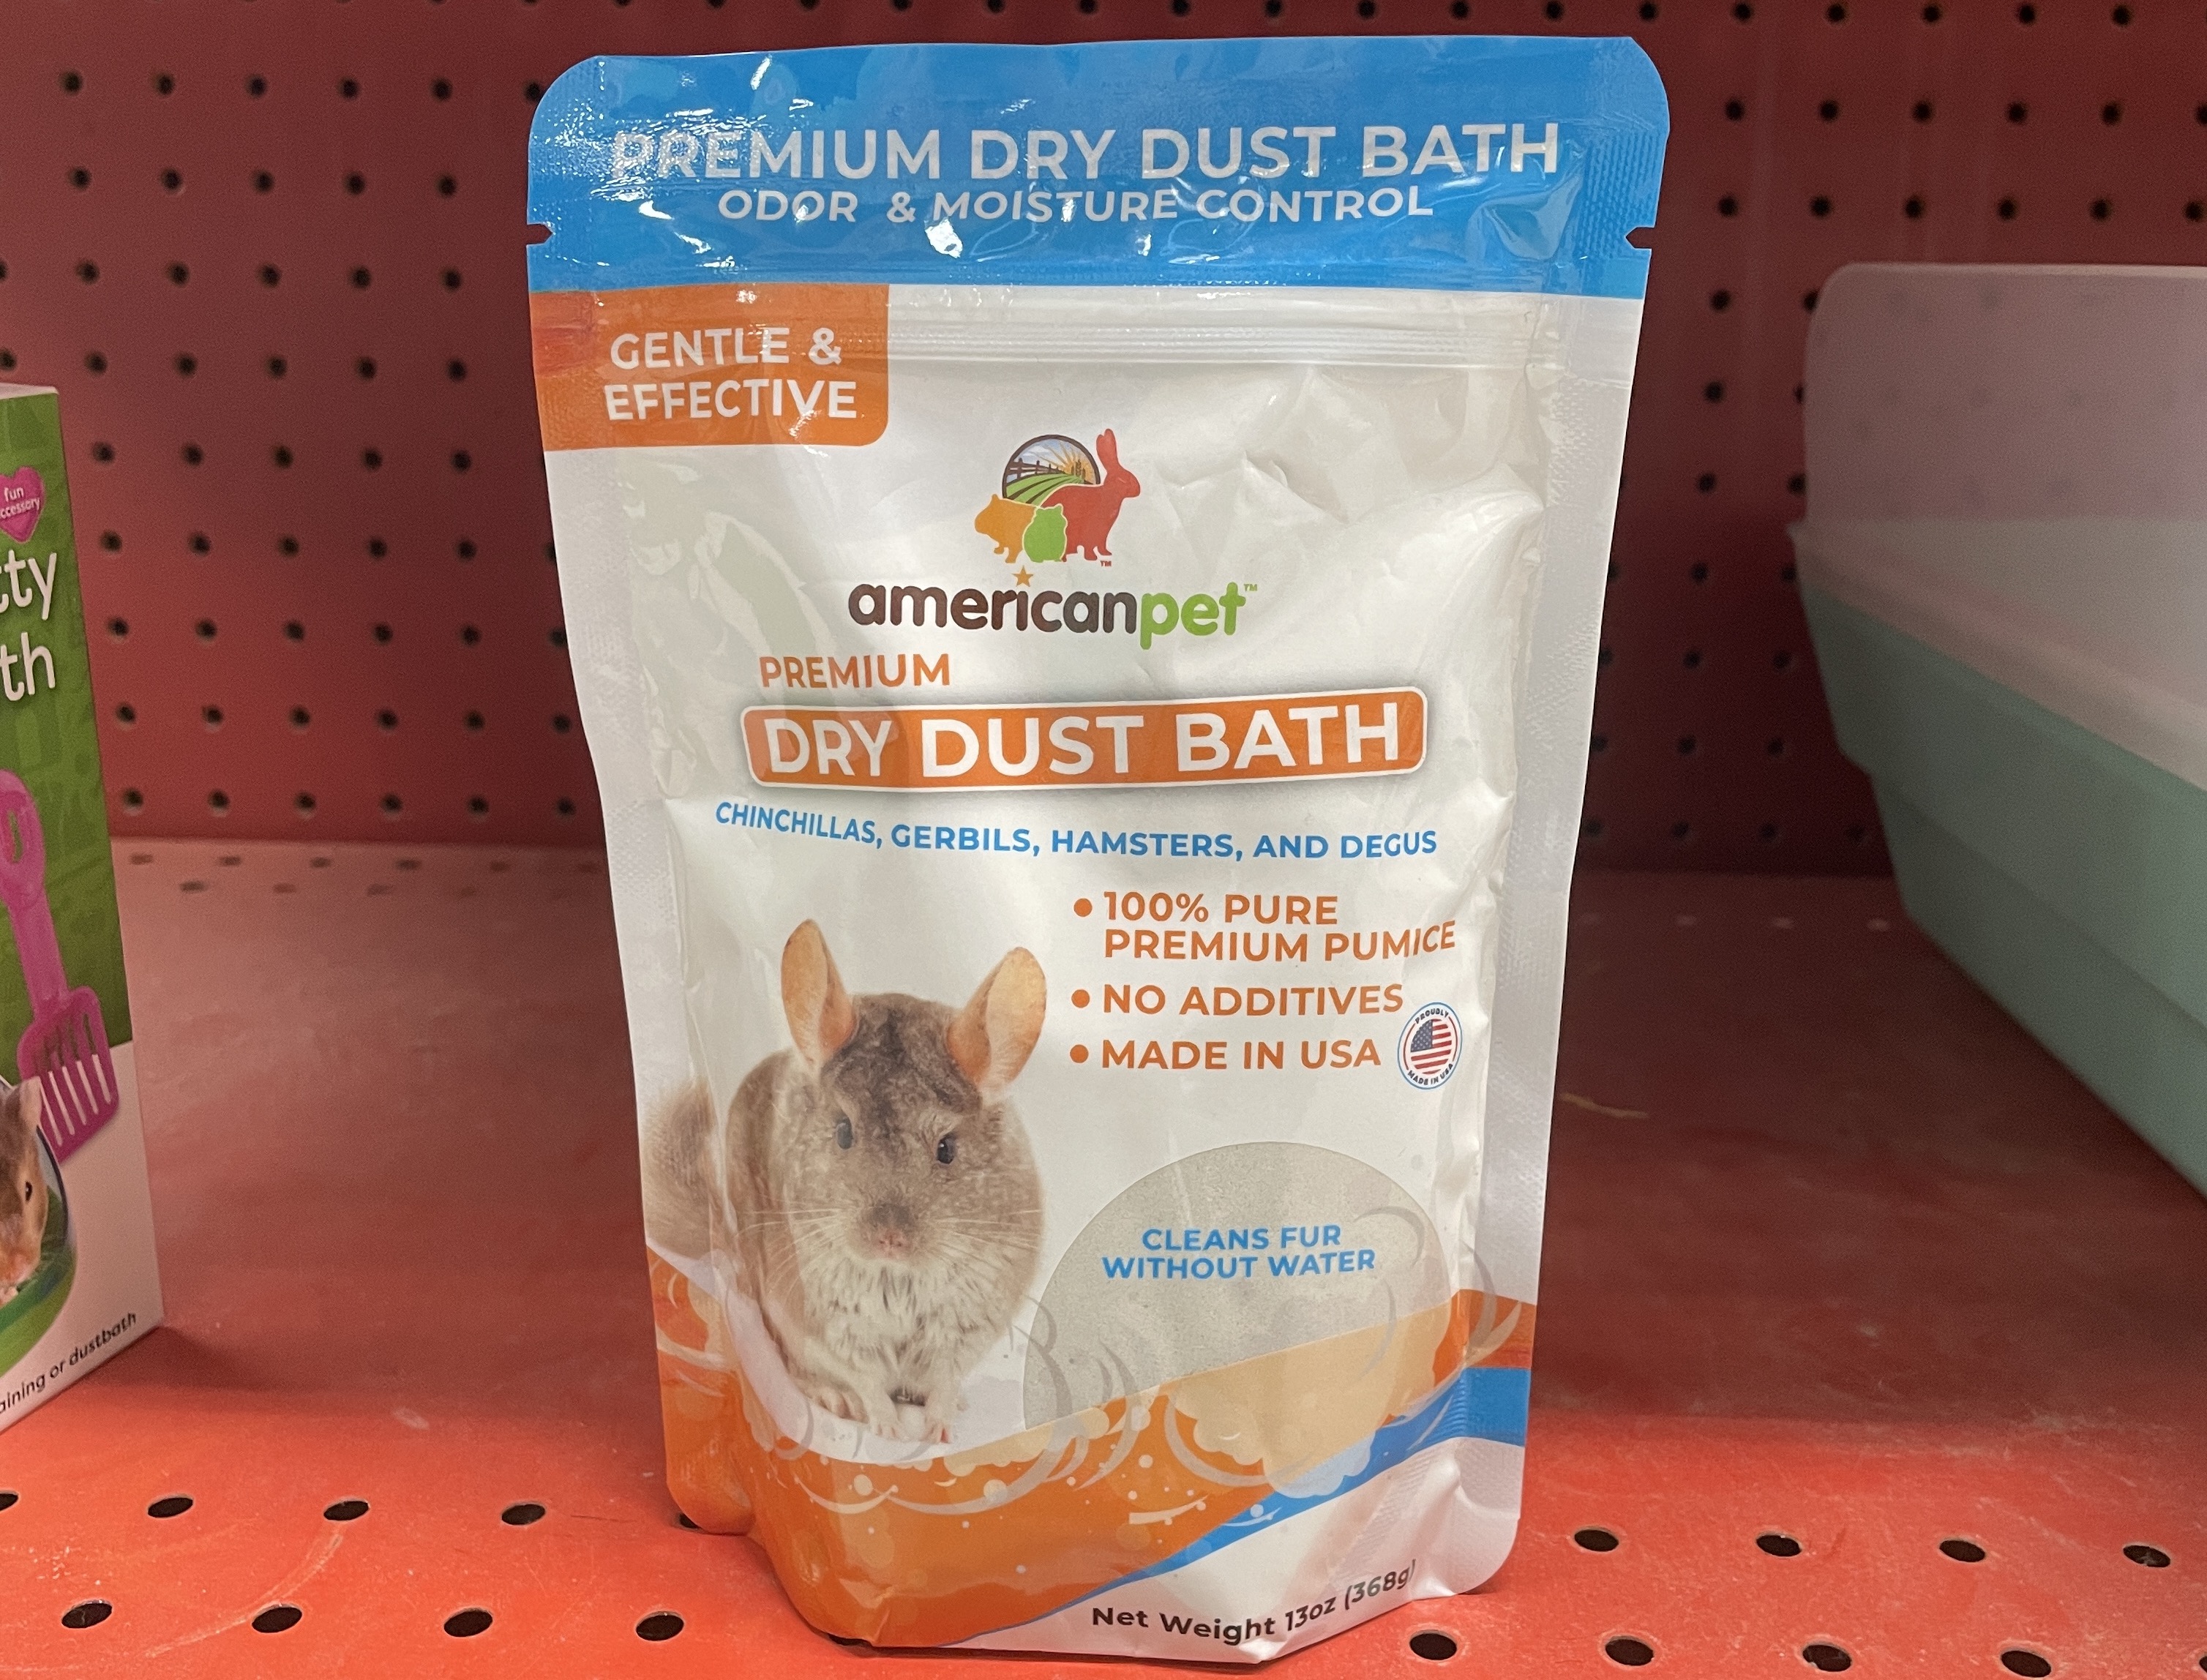 PREMIUM DRY DUST BATH
ODOR & MOISTURE CONTROL
GENTLE &
EFFECTIVE
americanpet™
PREMIUM
DRY DUST BATH
CHINCHILLAS, GERBILS, HAMSTERS, AND DEGUS
• 100% PURE
PREMIUM PUMICE
• NO ADDITIVES
• MADE IN USA
PROUDLY
MADE IN USA
CLEANS FUR
WITHOUT WATER
Net Weight 13oz (368g)
fun
ccessory
tty
th
aining or dustbath